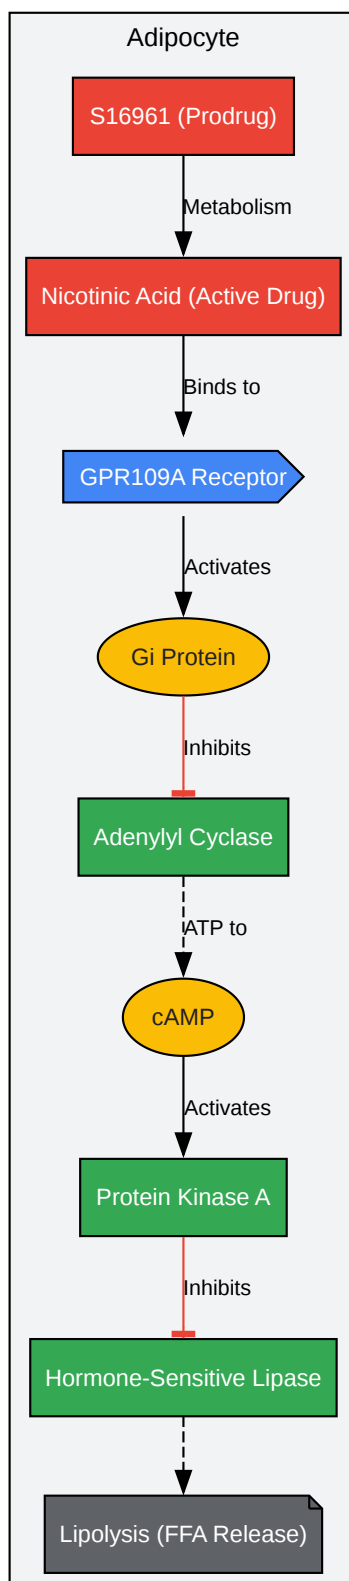 Adipocyte
S16961 (Prodrug)
Metabolism
Nicotinic Acid (Active Drug)
Binds to
GPR109A Receptor
Activates
Gi Protein
Inhibits
Adenylyl Cyclase
ATP to
cAMP
Activates
Protein Kinase A
Inhibits
Hormone-Sensitive Lipase
Lipolysis (FFA Release)